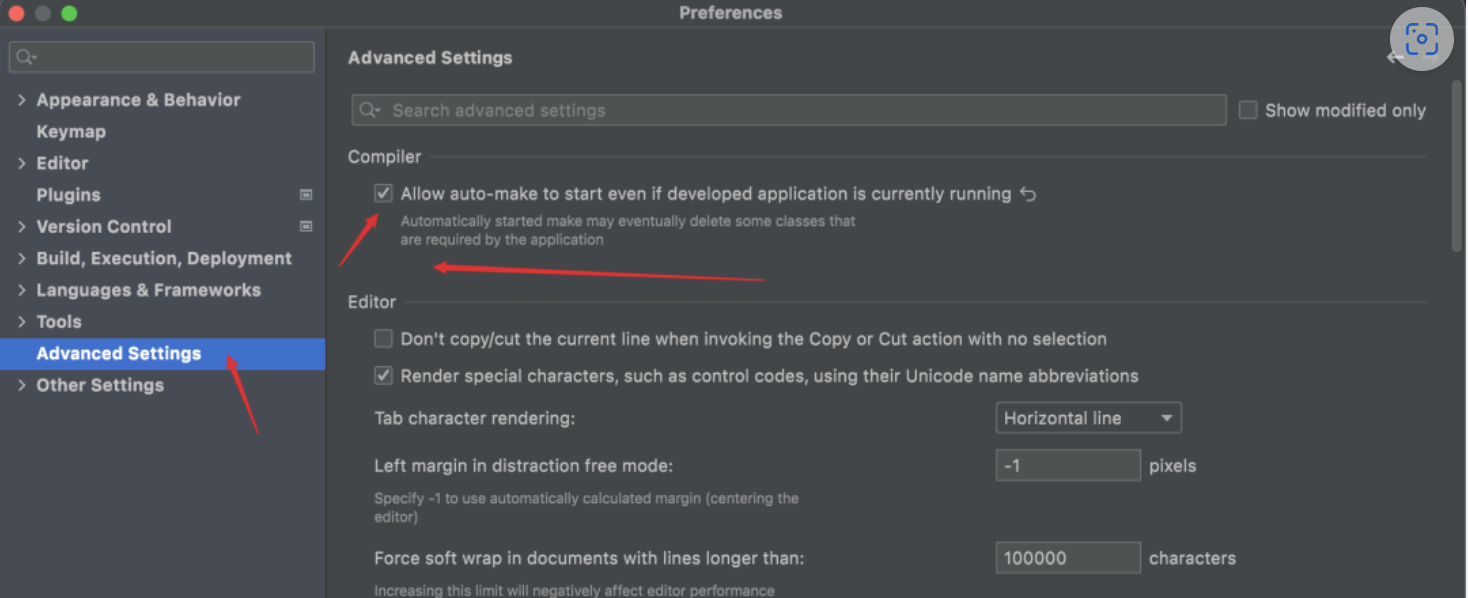 Preferences
Advanced Settings
Appearance & Behavior
Keymap
Editor
Plugins
Version Control
Build, Execution, Deployment
Languages & Frameworks
Tools
Advanced Settings
Other Settings
Search advanced settings
Show modified only
Compiler
Allow auto-make to start even if developed application is currently running
Automatically started make may eventually delete some classes that
are required by the application
Editor
Don't copy/cut the current line when invoking the Copy or Cut action with no selection
Render special characters, such as control codes, using their Unicode name abbreviations
Tab character rendering: Horizontal line
Left margin in distraction free mode: -1 pixels
Specify -1 to use automatically calculated margin (centering the
editor)
Force soft wrap in documents with lines longer than: 100000 characters
Increasing this limit will negatively affect editor performance